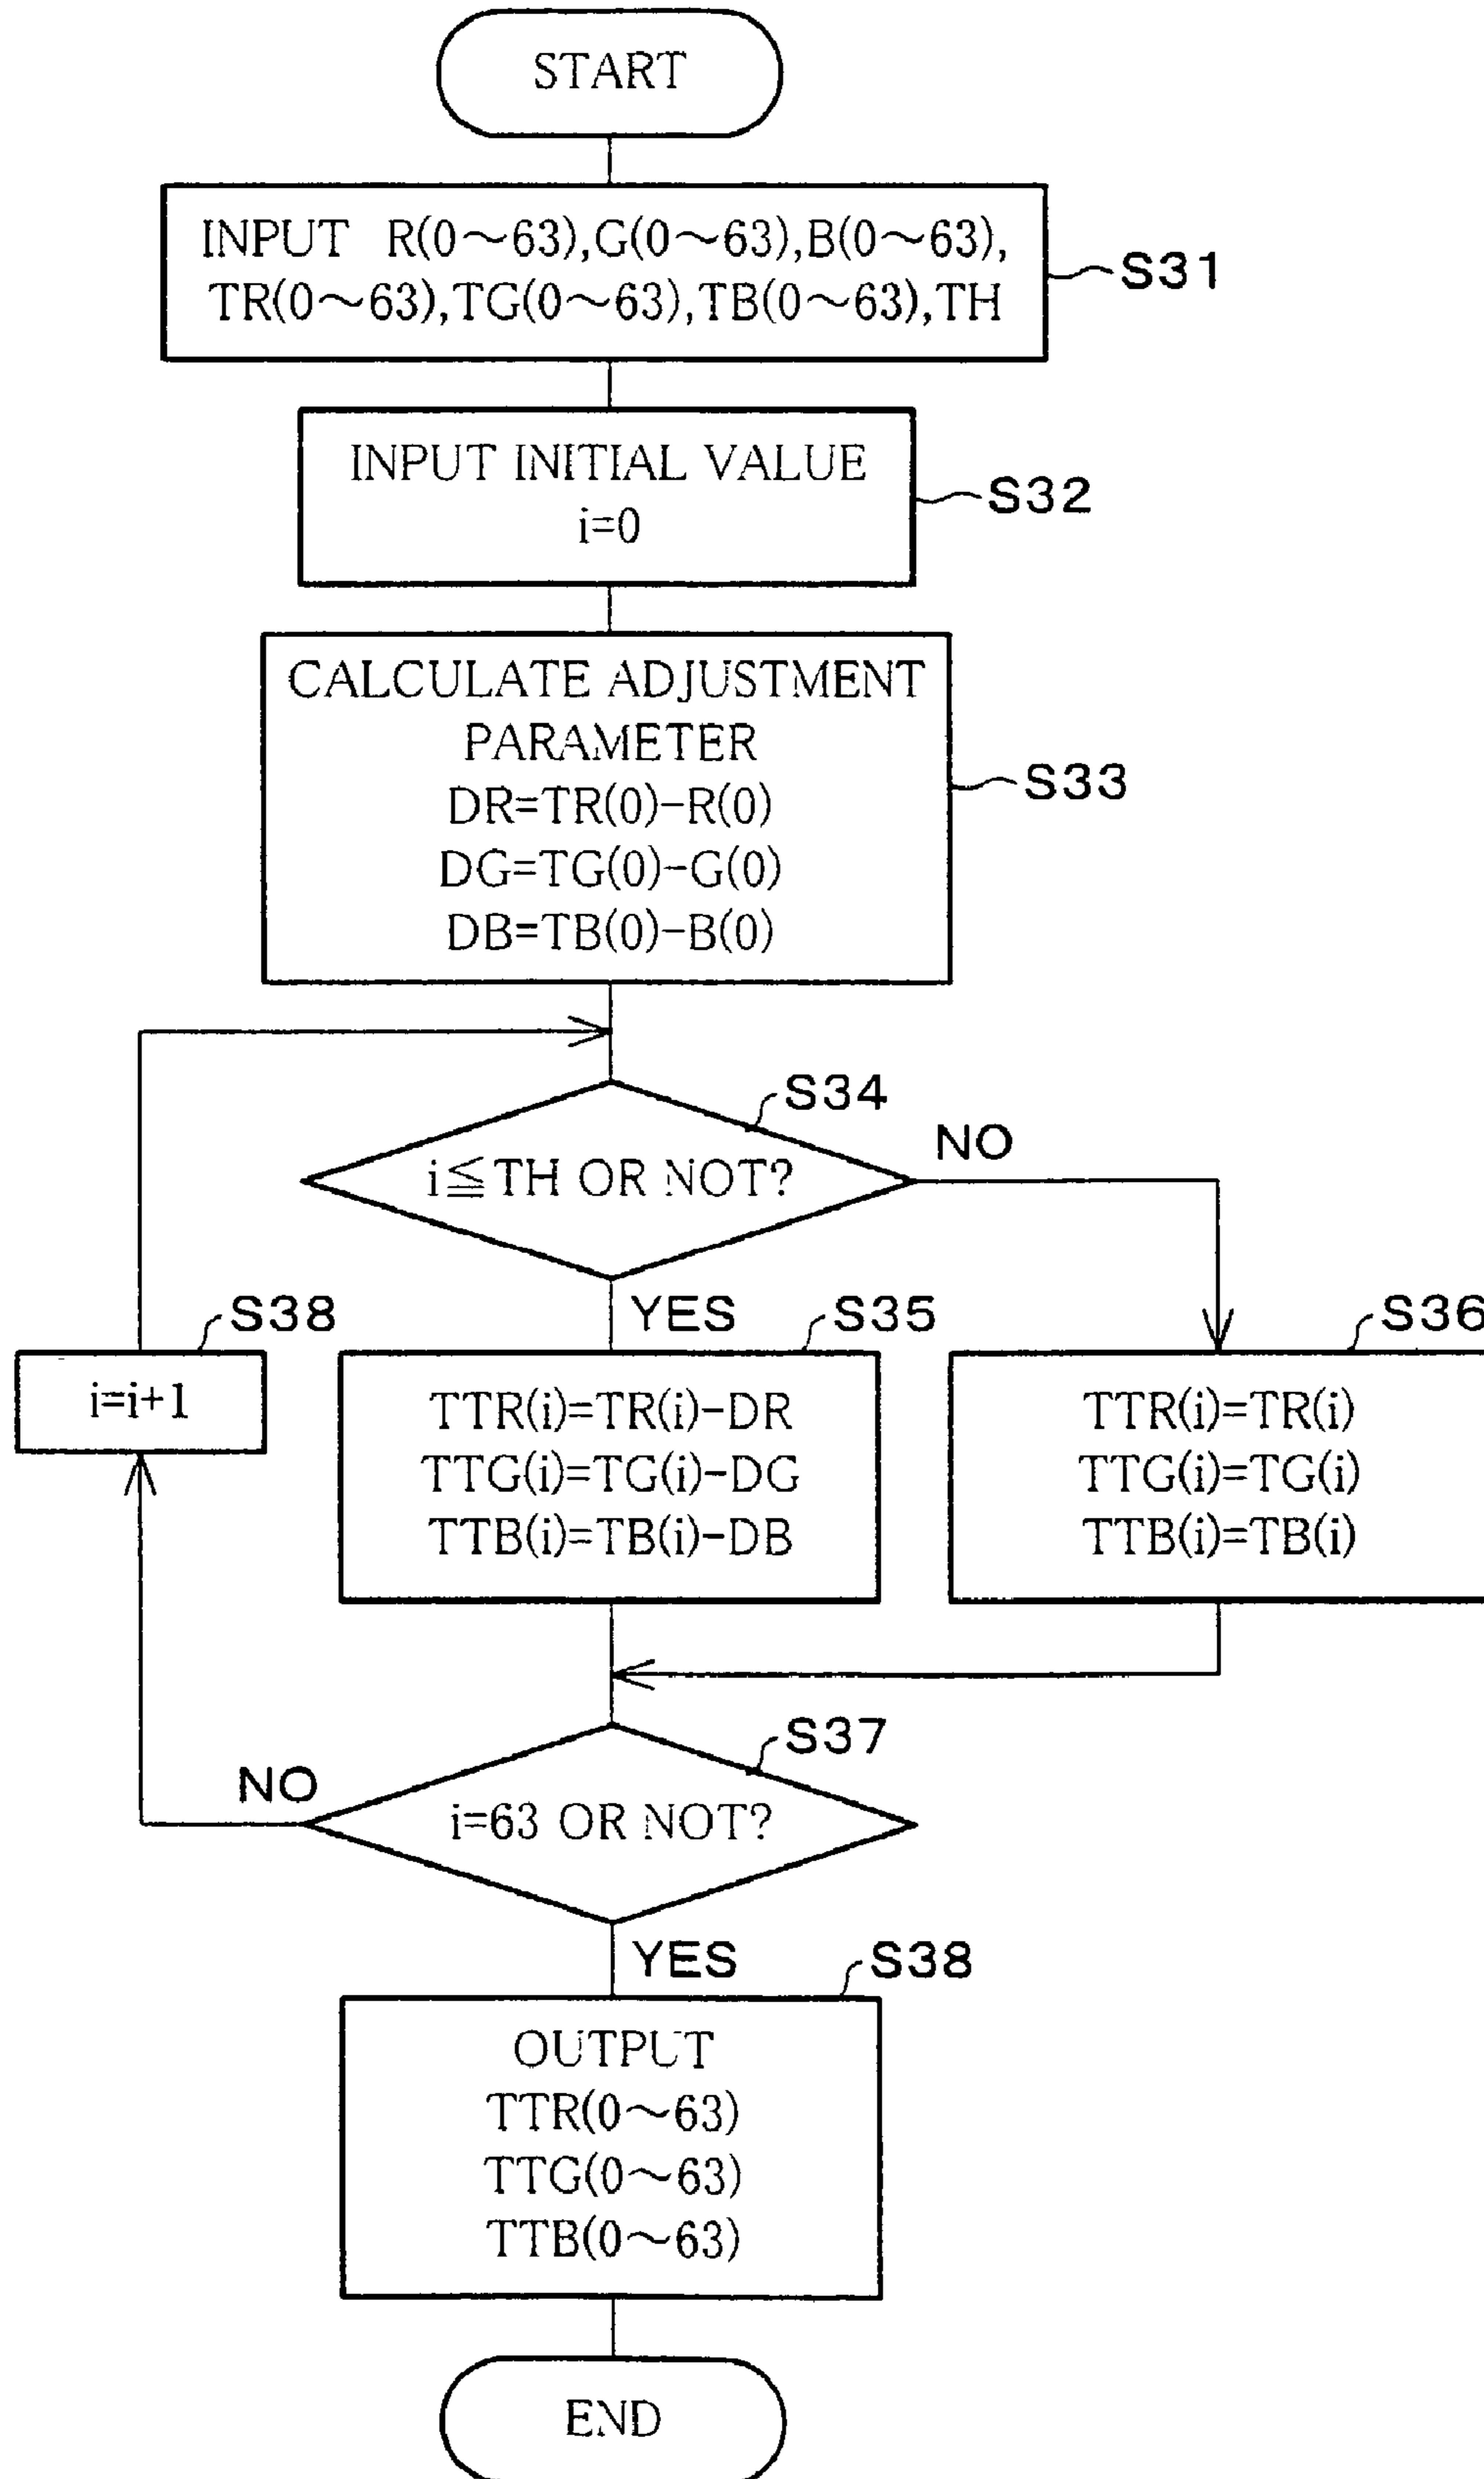 START
INPUT R(0～63),G(0～63),B(0～63),
TR(0～63),TG(0～63),TB(0～63),TH
S31
INPUT INITIAL VALUE
i=0
S32
CALCULATE ADJUSTMENT
PARAMETER
DR=TR(0)-R(0)
DG=TG(0)-G(0)
DB=TB(0)-B(0)
S33
S34
i≦TH OR NOT?
NO
YES
S38
i=i+1
S35
TTR(i)=TR(i)-DR
TTG(i)=TG(i)-DG
TTB(i)=TB(i)-DB
S36
TTR(i)=TR(i)
TTG(i)=TG(i)
TTB(i)=TB(i)
S37
NO
i=63 OR NOT?
YES
S38
OUTPUT
TTR(0～63)
TTG(0～63)
TTB(0～63)
END